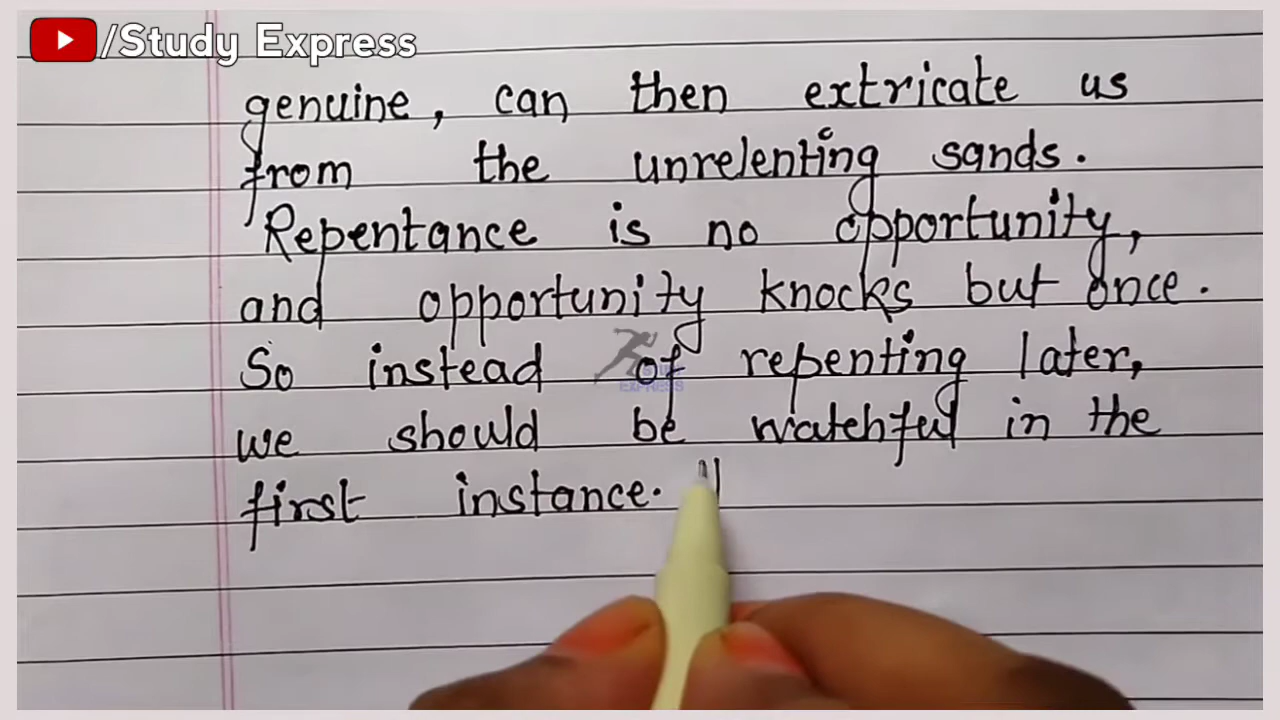 /Study Express
genuine, can then extricate us
from the unrelenting sands.
Repentance is no opportunity,
and opportunity knocks but once.
So instead of repenting later,
EXPRESS
we should be watchful in the
first instance.